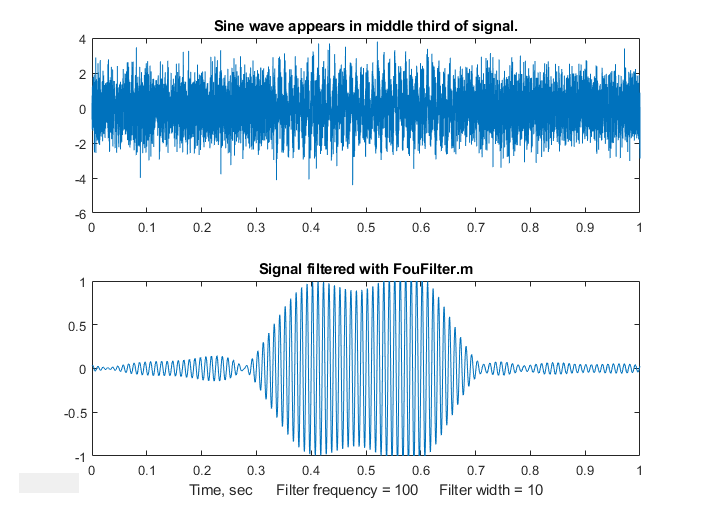 Sine wave appears in middle third of signal.
4
2
0
-2
-4
-6
0 0.1 0.2 0.3 0.4 0.5 0.6 0.7 0.8 0.9 1
Signal filtered with FouFilter.m
1
0.5
0
-0.5
-1
0 0.1 0.2 0.3 0.4 0.5 0.6 0.7 0.8 0.9 1
Time, sec Filter frequency = 100 Filter width = 10